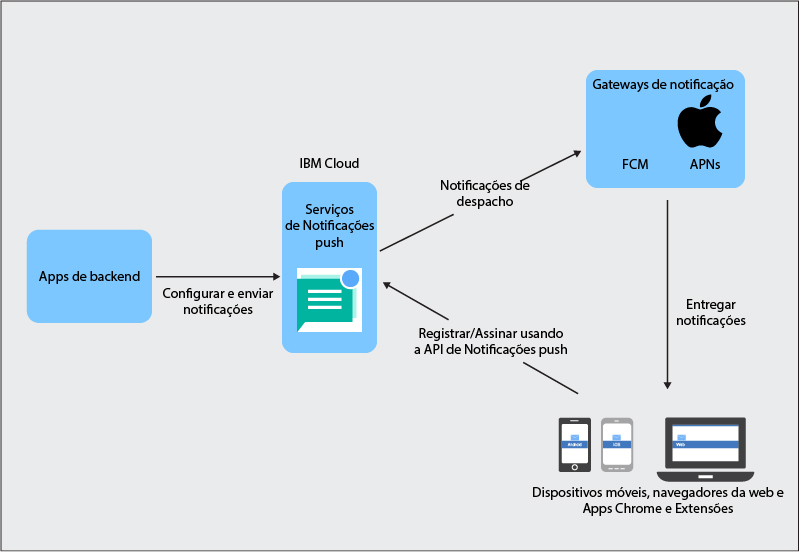 Gateways de notificação
FCM
APNs
IBM Cloud
Serviços
de Notificações
push
Notificações de
despacho
Apps de backend
Configurar e enviar
notificações
Registrar/Assinar usando
a API de Notificações push
Entregar
notificações
Android
iOS
Web
Dispositivos móveis, navegadores da web e
Apps Chrome e Extensões